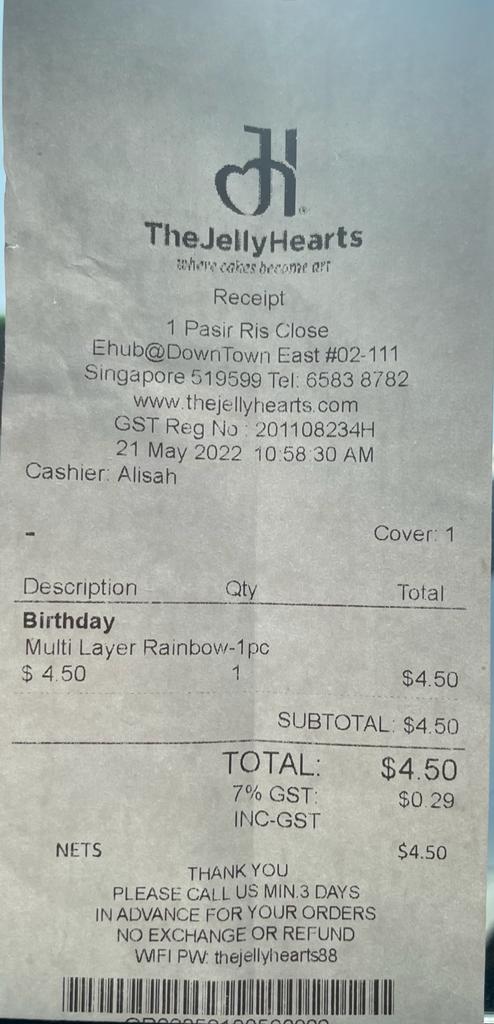 JH
TheJellyHearts
where cakes become art
Receipt
1 Pasir Ris Close
Ehub@DownTown East #02-111
Singapore 519599 Tel: 6583 8782
www.thejellyhearts.com
GST Reg No : 201108234H
21 May 2022 10:58:30 AM
Cashier: Alisah
- Cover: 1
Description Qty Total
Birthday
Multi Layer Rainbow-1pc
$ 4.50 1 $4.50
SUBTOTAL: $4.50
TOTAL: $4.50
7% GST: $0.29
INC-GST
NETS $4.50
THANK YOU
PLEASE CALL US MIN.3 DAYS
IN ADVANCE FOR YOUR ORDERS
NO EXCHANGE OR REFUND
WIFI PW: thejellyhearts88